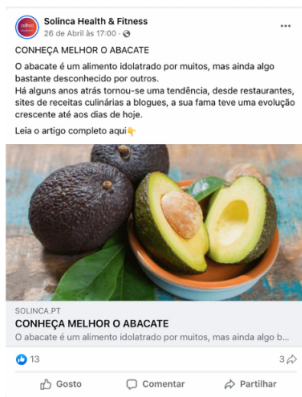 Solinca Health & Fitness
26 de Abril às 17:00 ·
CONHEÇA MELHOR O ABACATE
O abacate é um alimento idolatrado por muitos, mas ainda algo
bastante desconhecido por outros.
Há alguns anos atrás tornou-se uma tendência, desde restaurantes,
sites de receitas culinárias a blogues, a sua fama teve uma evolução
crescente até aos dias de hoje.
Leia o artigo completo aqui👇
SOLINCA.PT
CONHEÇA MELHOR O ABACATE
O abacate é um alimento idolatrado por muitos, mas ainda algo b...
13
3
Gosto
Comentar
Partilhar